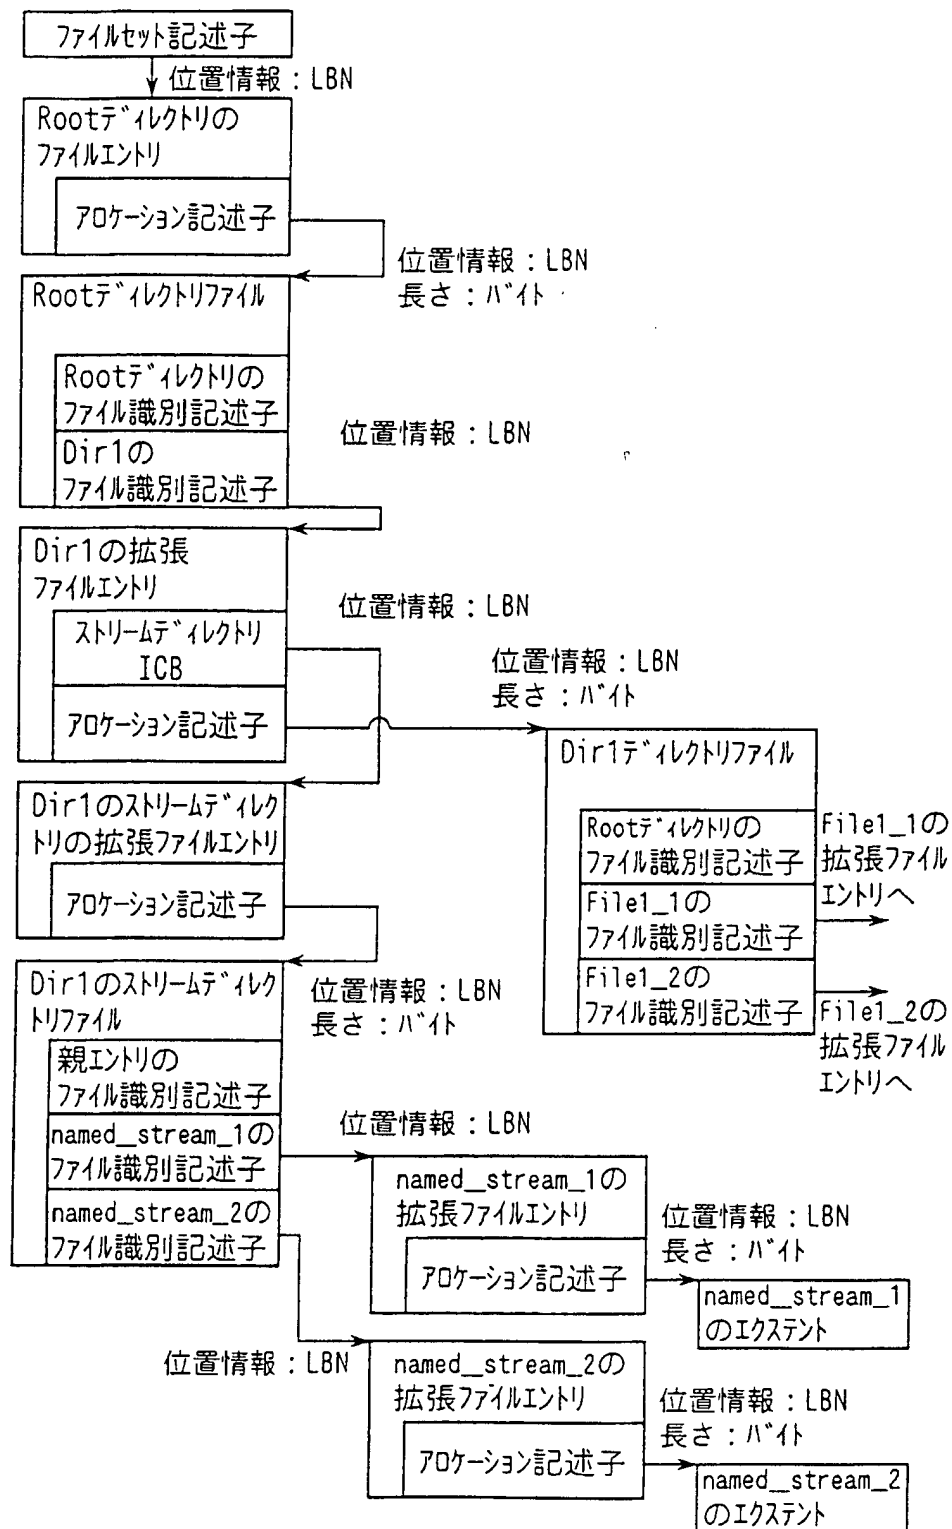 ファイルセット記述子
位置情報：LBN
Rootディレクトリの
ファイルエントリ
アロケーション記述子
位置情報：LBN
長さ：バイト
Rootディレクトリファイル
Rootディレクトリの
ファイル識別記述子
Dir1の
ファイル識別記述子
位置情報：LBN
Dir1の拡張
ファイルエントリ
ストリームディレクトリ
ICB
アロケーション記述子
位置情報：LBN
位置情報：LBN
長さ：バイト
Dir1ディレクトリファイル
Rootディレクトリの
ファイル識別記述子
File1_1の
ファイル識別記述子
File1_2の
ファイル識別記述子
File1_1の
拡張ファイル
エントリへ
File1_2の
拡張ファイル
エントリへ
Dir1のストリームディレク
トリの拡張ファイルエントリ
アロケーション記述子
位置情報：LBN
長さ：バイト
Dir1のストリームディレク
トリファイル
親エントリの
ファイル識別記述子
named_stream_1の
ファイル識別記述子
named_stream_2の
ファイル識別記述子
位置情報：LBN
named_stream_1の
拡張ファイルエントリ
アロケーション記述子
位置情報：LBN
長さ：バイト
named_stream_1
のエクステント
位置情報：LBN
named_stream_2の
拡張ファイルエントリ
アロケーション記述子
位置情報：LBN
長さ：バイト
named_stream_2
のエクステント